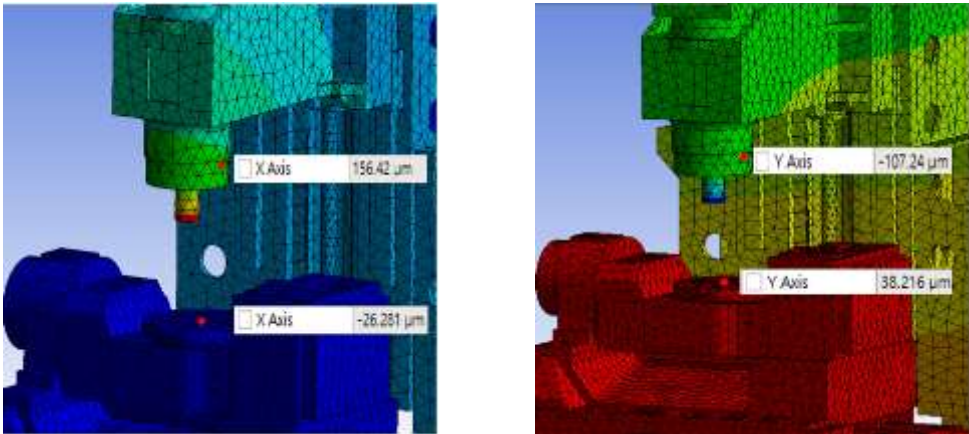 X Axis 156.42 µm
X Axis -26.281 µm
Y Axis -107.24 µm
Y Axis 38.216 µm